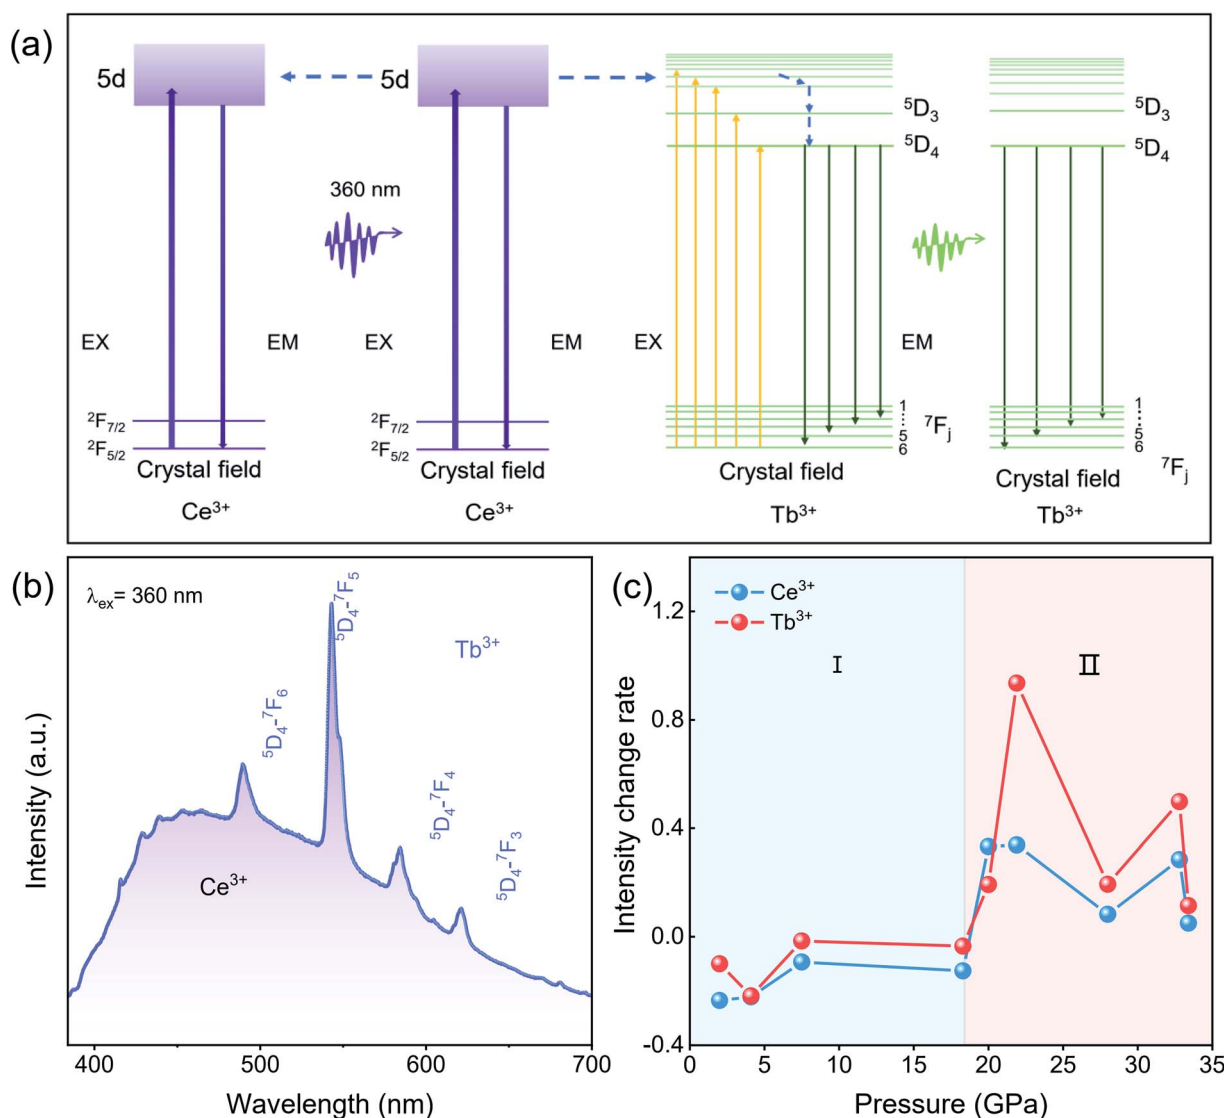 (a)
5d
5d
⁵D₃
⁵D₃
⁵D₄
⁵D₄
360 nm
EX
EM
EX
EM
EX
EM
²F₇/₂
²F₅/₂
²F₇/₂
²F₅/₂
1
⋮
5
6
⁷Fⱼ
1
⋮
5
6
⁷Fⱼ
Crystal field
Crystal field
Crystal field
Crystal field
Ce³⁺
Ce³⁺
Tb³⁺
Tb³⁺
(b)
λₑₓ= 360 nm
⁵D₄-⁷F₆
⁵D₄-⁷F₅
⁵D₄-⁷F₄
⁵D₄-⁷F₃
Tb³⁺
Ce³⁺
Intensity (a.u.)
400
500
600
700
Wavelength (nm)
(c)
Ce³⁺
Tb³⁺
I
II
Intensity change rate
1.2
0.8
0.4
0.0
-0.4
0
5
10
15
20
25
30
35
Pressure (GPa)